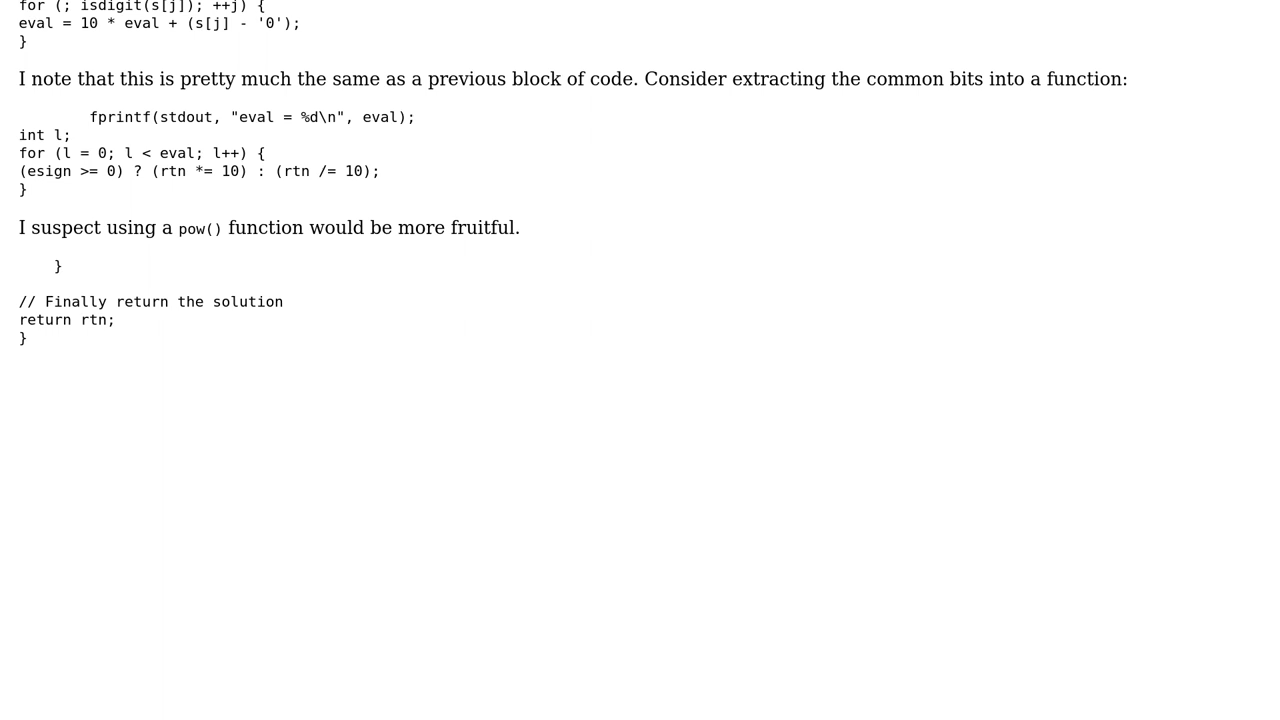 for (; isdigit(s[j]); ++j) {
eval = 10 * eval + (s[j] - '0');
}
I note that this is pretty much the same as a previous block of code. Consider extracting the common bits into a function:
fprintf(stdout, "eval = %d\n", eval);
int l;
for (l = 0; l < eval; l++) {
(esign >= 0) ? (rtn *= 10) : (rtn /= 10);
}
I suspect using a pow() function would be more fruitful.
}
// Finally return the solution
return rtn;
}